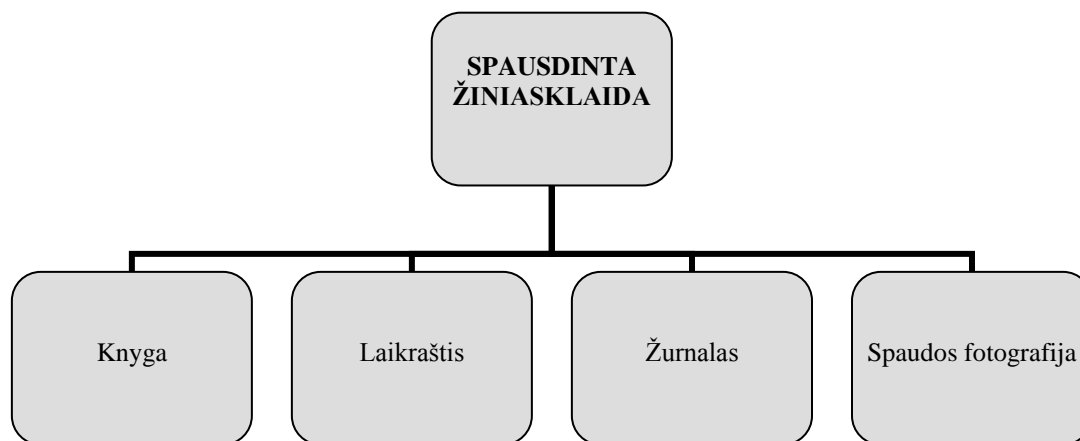 SPAUSDINTA
ŽINIASKLAIDA
Knyga
Laikraštis
Žurnalas
Spaudos fotografija